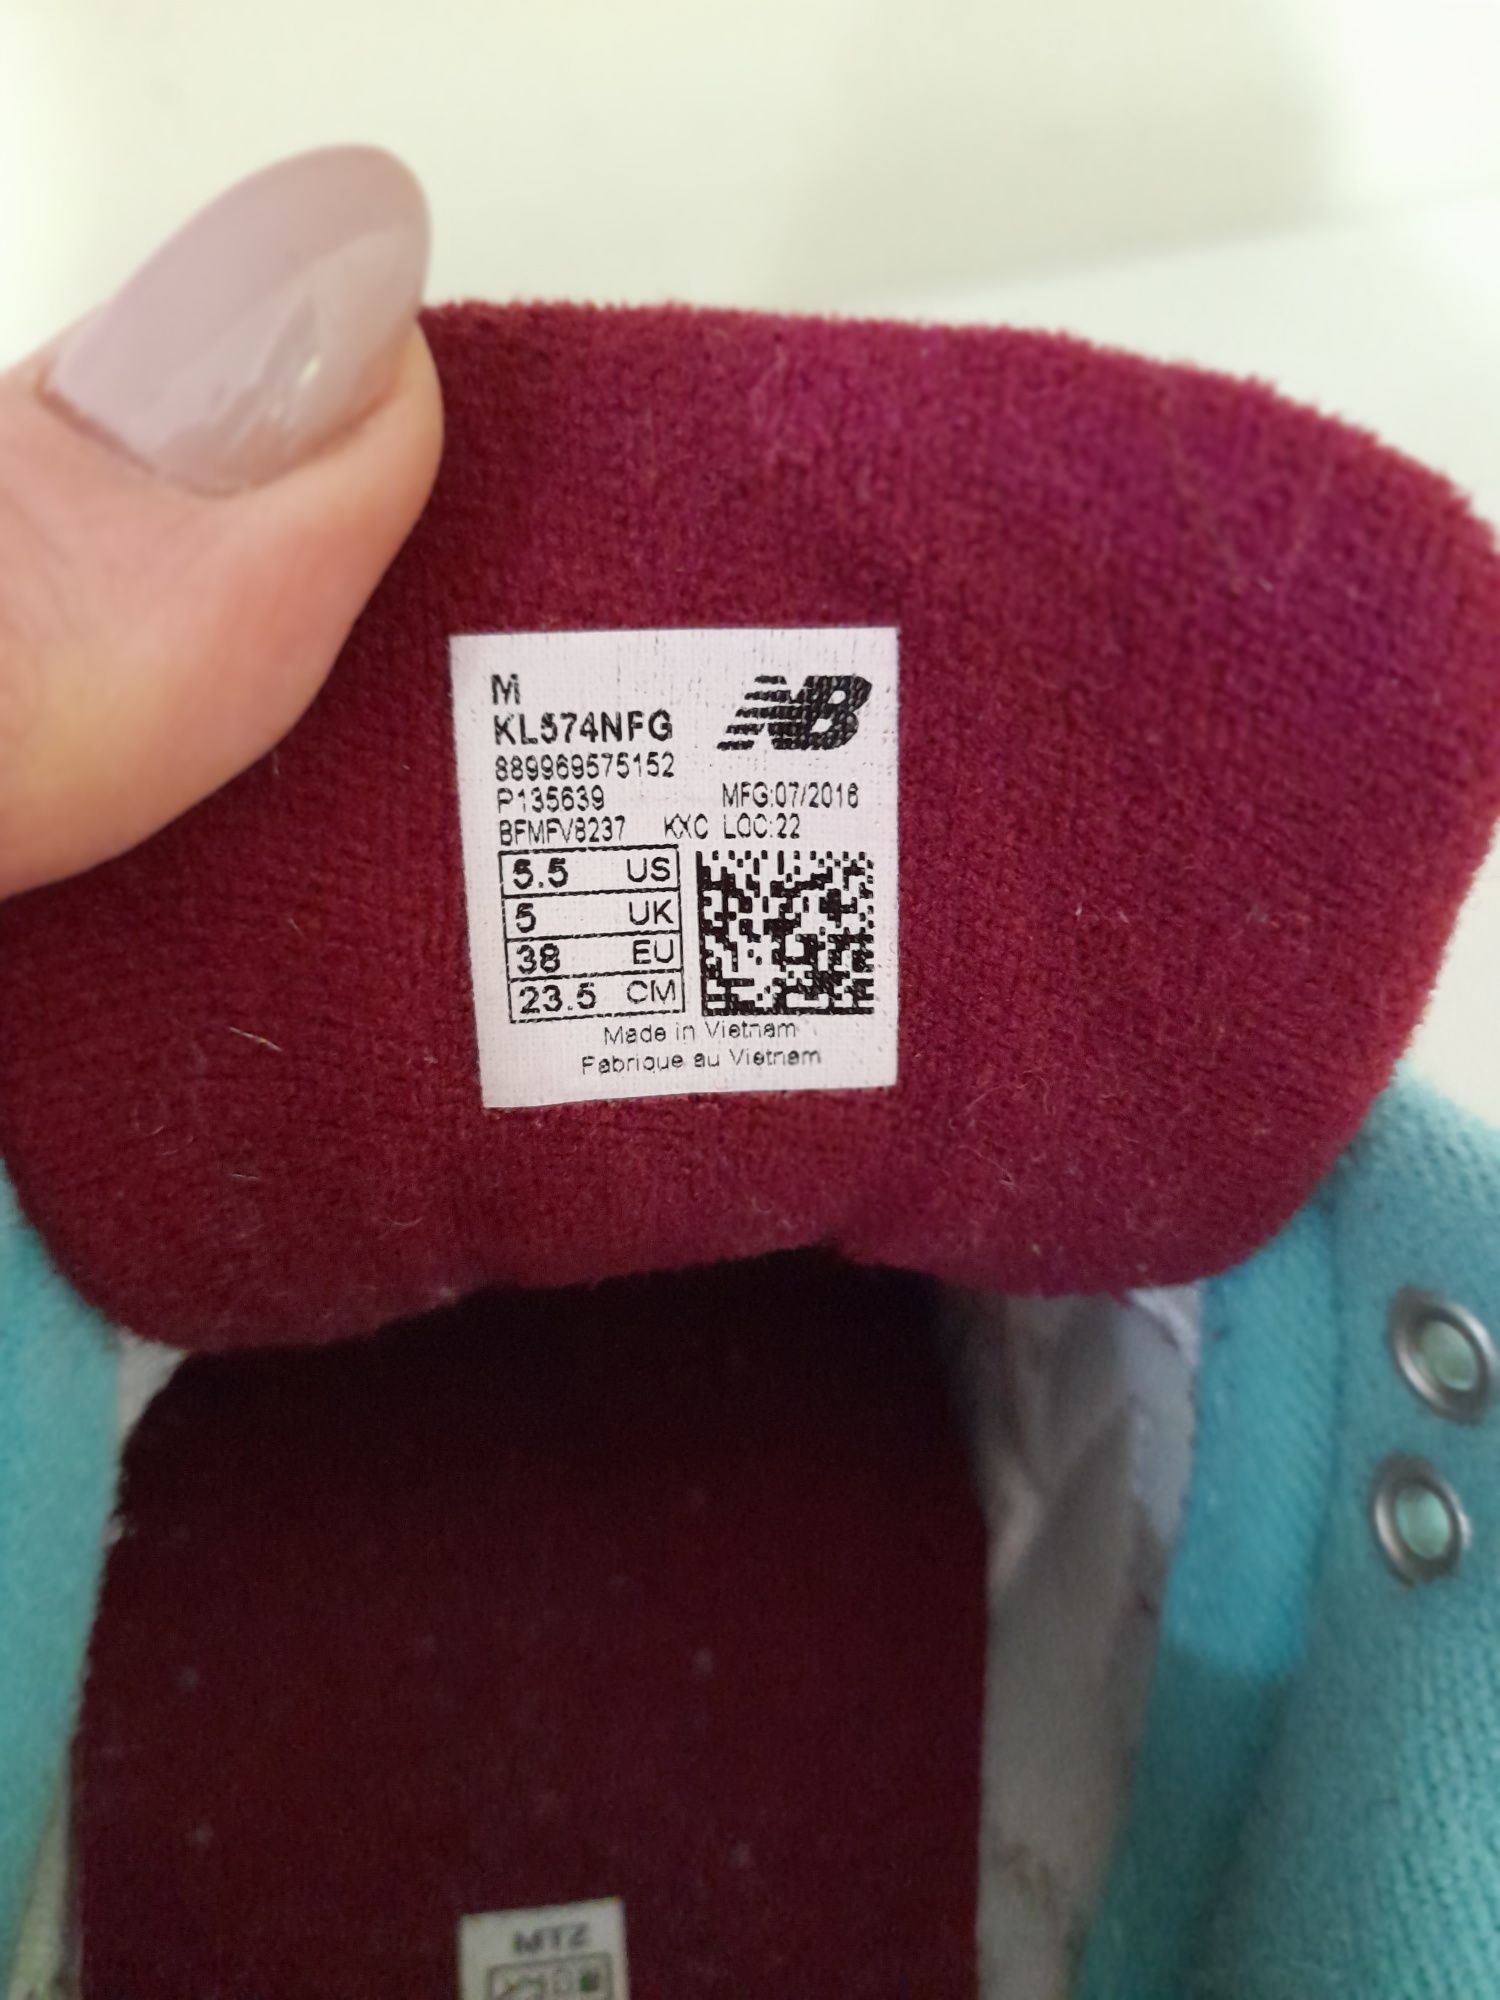 M
KL574NFG
NB
889969575152
P135639 MFG:07/2016
BFMFV8237 KXC LOC:22
5.5 US
5 UK
38 EU
23.5 CM
Made in Vietnam
Fabrique au Vietnam
MTZ